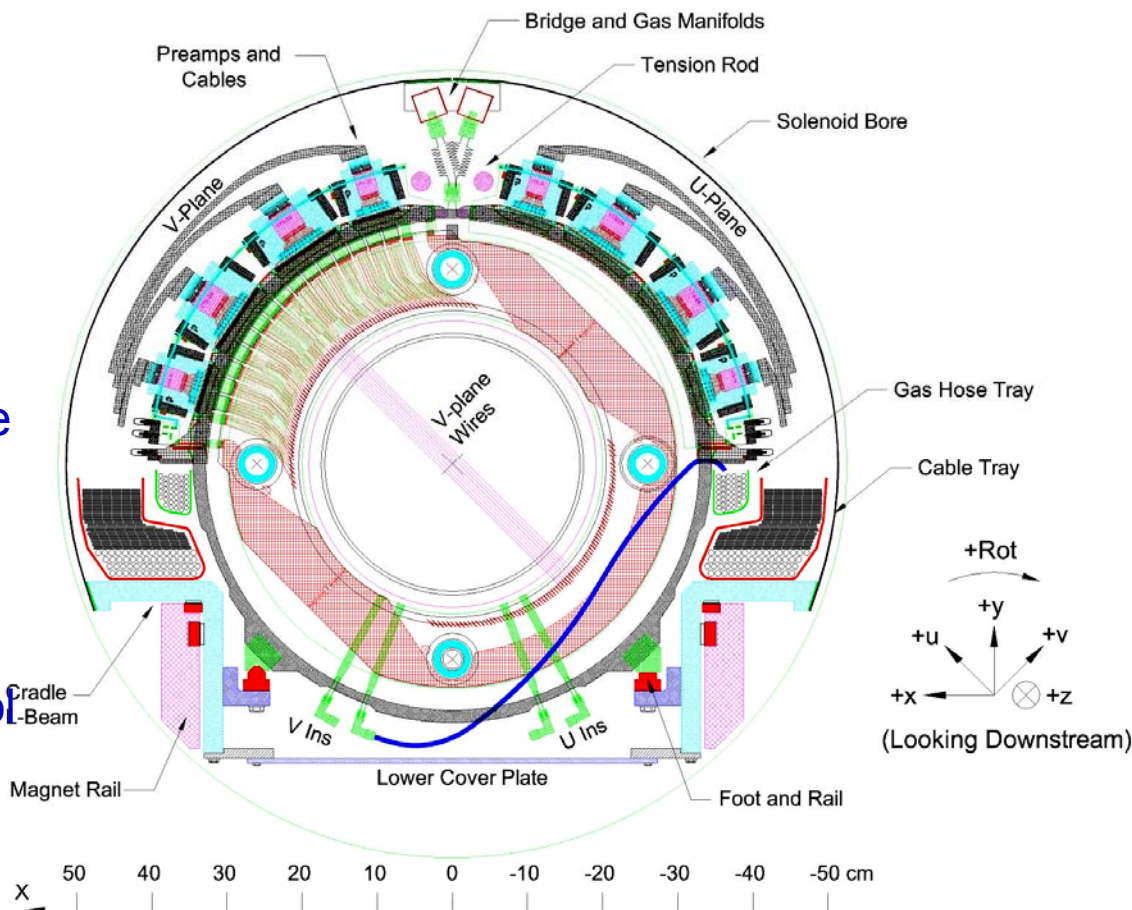 Bridge and Gas Manifolds
Preamps and
Cables
Tension Rod
Solenoid Bore
V-Plane
U-Plane
Gas Hose Tray
e
V-plane
Wires
Cable Tray
+Rot
+y
+u
+v
+x
+z
(Looking Downstream)
Cradle
L-Beam
V Ins
U Ins
Lower Cover Plate
Magnet Rail
Foot and Rail
50 40 30 20 10 0 -10 -20 -30 -40 -50 cm
X